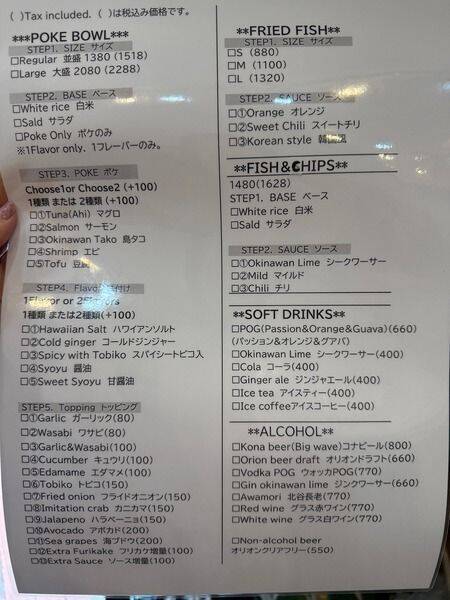 ( )Tax included. ( )は税込み価格です。
***POKE BOWL***
STEP1. SIZE サイズ
□Regular 並盛 1380 (1518)
□Large 大盛 2080 (2288)
STEP2. BASE ベース
□White rice 白米
□Sald サラダ
□Poke Only ポケのみ
※1Flavor only. 1フレーバーのみ。
STEP3. POKE ポケ
Choose1or Choose2 (+100)
1種類 または 2種類 (+100)
□①Tuna(Ahi) マグロ
□②Salmon サーモン
□③Okinawan Tako 島タコ
□④Shrimp エビ
□⑤Tofu 豆腐
STEP4. Flavor 味付け
1Flavor or 2Flavors
1種類 または2種類(+100)
□①Hawaiian Salt ハワイアンソルト
□②Cold ginger コールドジンジャー
□③Spicy with Tobiko スパイシートビコ入
□④Syoyu 醤油
□⑤Sweet Syoyu 甘醤油
STEP5. Topping トッピング
□①Garlic ガーリック(80)
□②Wasabi ワサビ(80)
□③Garlic&Wasabi(100)
□④Cucumber キュウリ(100)
□⑤Edamame エダマメ(100)
□⑥Tobiko トビコ(150)
□⑦Fried onion フライドオニオン(150)
□⑧Imitation crab カニカマ(150)
□⑨Jalapeno ハラペーニョ(150)
□⑩Avocado アボカド(200)
□⑪Sea grapes 海ブドウ(200)
□⑫Extra Furikake フリカケ増量(100)
□⑬Extra Sauce ソース増量(100)
**FRIED FISH**
STEP1. SIZE サイズ
□S (880)
□M (1100)
□L (1320)
STEP2. SAUCE ソース
□①Orange オレンジ
□②Sweet Chili スイートチリ
□③Korean style 韓国風
**FISH&CHIPS**
1480(1628)
STEP1. BASE ベース
□White rice 白米
□Sald サラダ
STEP2. SAUCE ソース
□①Okinawan Lime シークワーサー
□②Mild マイルド
□③Chili チリ
**SOFT DRINKS**
□POG(Passion&Orange&Guava)(660)
(パッション&オレンジ&グアバ)
□Okinawan Lime シークワーサー(400)
□Cola コーラ(400)
□Ginger ale ジンジャエール(400)
□Ice tea アイスティー(400)
□Ice coffeeアイスコーヒー(400)
**ALCOHOL**
□Kona beer(Big wave)コナビール(800)
□Orion beer draft オリオンドラフト(660)
□Vodka POG ウォッカPOG(770)
□Gin okinawan lime ジンクワーサー(660)
□Awamori 北谷長老(770)
□Red wine グラス赤ワイン(770)
□White wine グラス白ワイン(770)
□Non-alcohol beer
オリオンクリアフリー(550)